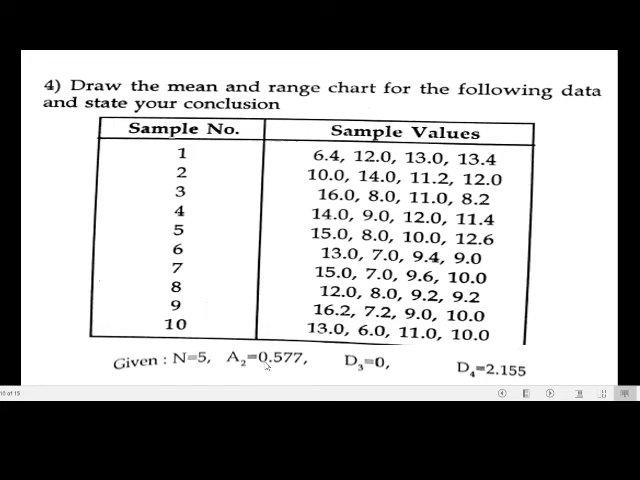 4) Draw the mean and range chart for the following data
and state your conclusion
Sample No. Sample Values
1 6.4, 12.0, 13.0, 13.4
2 10.0, 14.0, 11.2, 12.0
3 16.0, 8.0, 11.0, 8.2
4 14.0, 9.0, 12.0, 11.4
5 15.0, 8.0, 10.0, 12.6
6 13.0, 7.0, 9.4, 9.0
7 15.0, 7.0, 9.6, 10.0
8 12.0, 8.0, 9.2, 9.2
9 16.2, 7.2, 9.0, 10.0
10 13.0, 6.0, 11.0, 10.0
Given : N=5, A₂=0.577, D₃=0, D₄=2.155
10 of 15